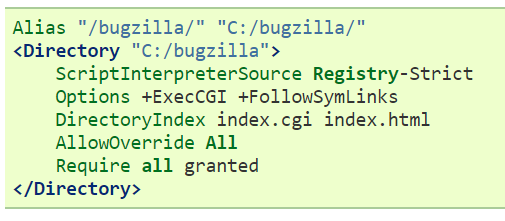 Alias "/bugzilla/" "C:/bugzilla/"
<Directory "C:/bugzilla">
    ScriptInterpreterSource Registry-Strict
    Options +ExecCGI +FollowSymLinks
    DirectoryIndex index.cgi index.html
    AllowOverride All
    Require all granted
</Directory>